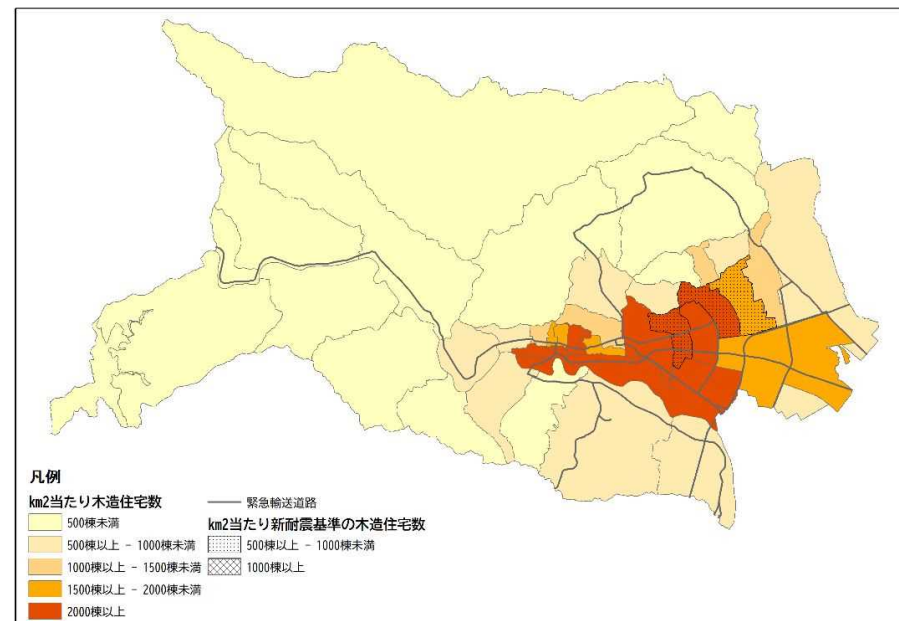 凡例
km2当たり木造住宅数
500棟未満
500棟以上 - 1000棟未満
1000棟以上 - 1500棟未満
1500棟以上 - 2000棟未満
2000棟以上
緊急輸送道路
km2当たり新耐震基準の木造住宅数
500棟以上 - 1000棟未満
1000棟以上